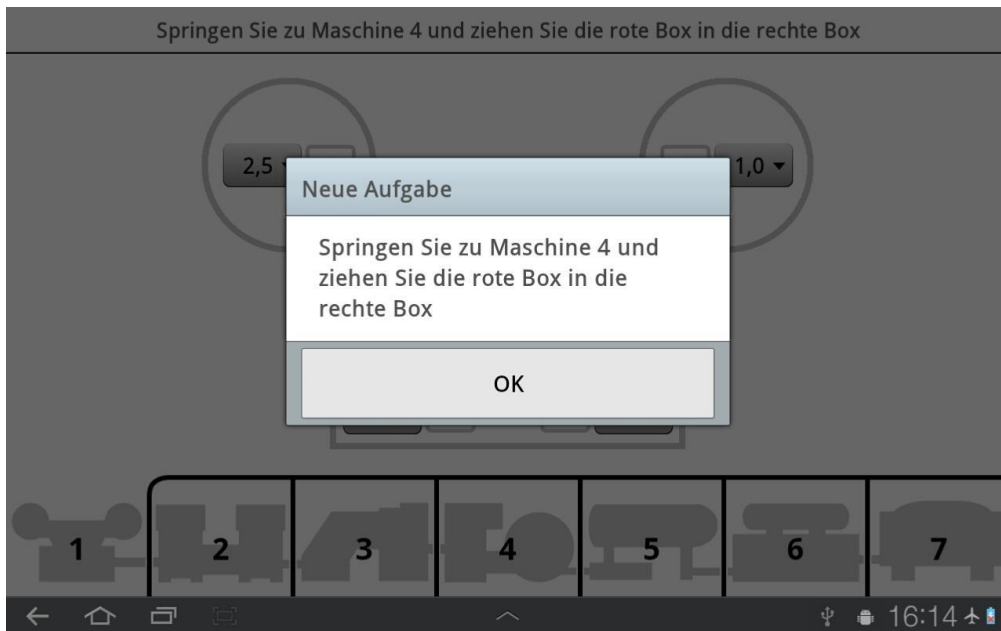 Springen Sie zu Maschine 4 und ziehen Sie die rote Box in die rechte Box
2,5
1,0
Neue Aufgabe
Springen Sie zu Maschine 4 und
ziehen Sie die rote Box in die
rechte Box
OK
1 2 3 4 5 6 7
16:14